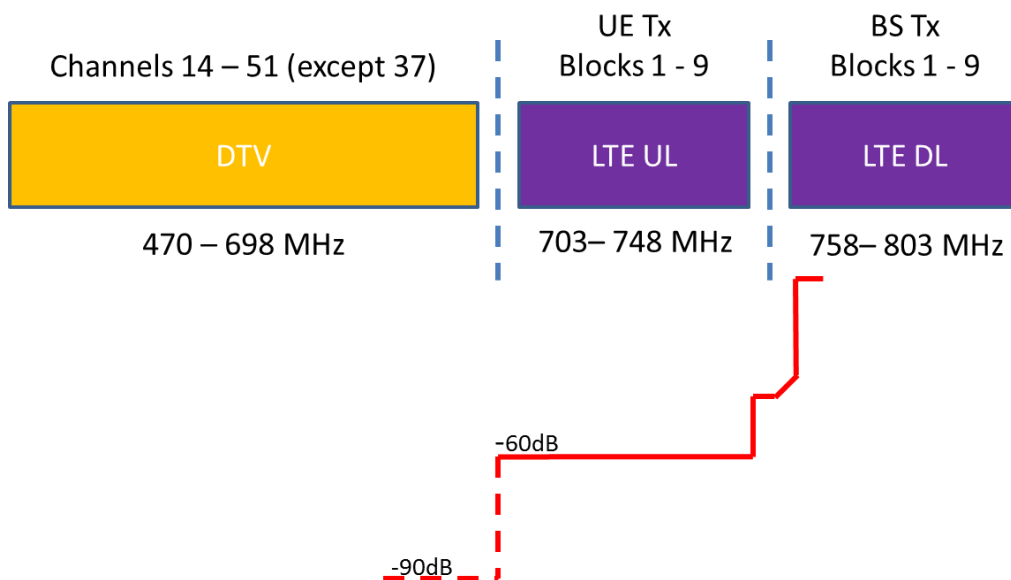 Channels 14 – 51 (except 37)
UE Tx
Blocks 1 - 9
BS Tx
Blocks 1 - 9
DTV
LTE UL
LTE DL
470 – 698 MHz
703– 748 MHz
758– 803 MHz
-60dB
-90dB